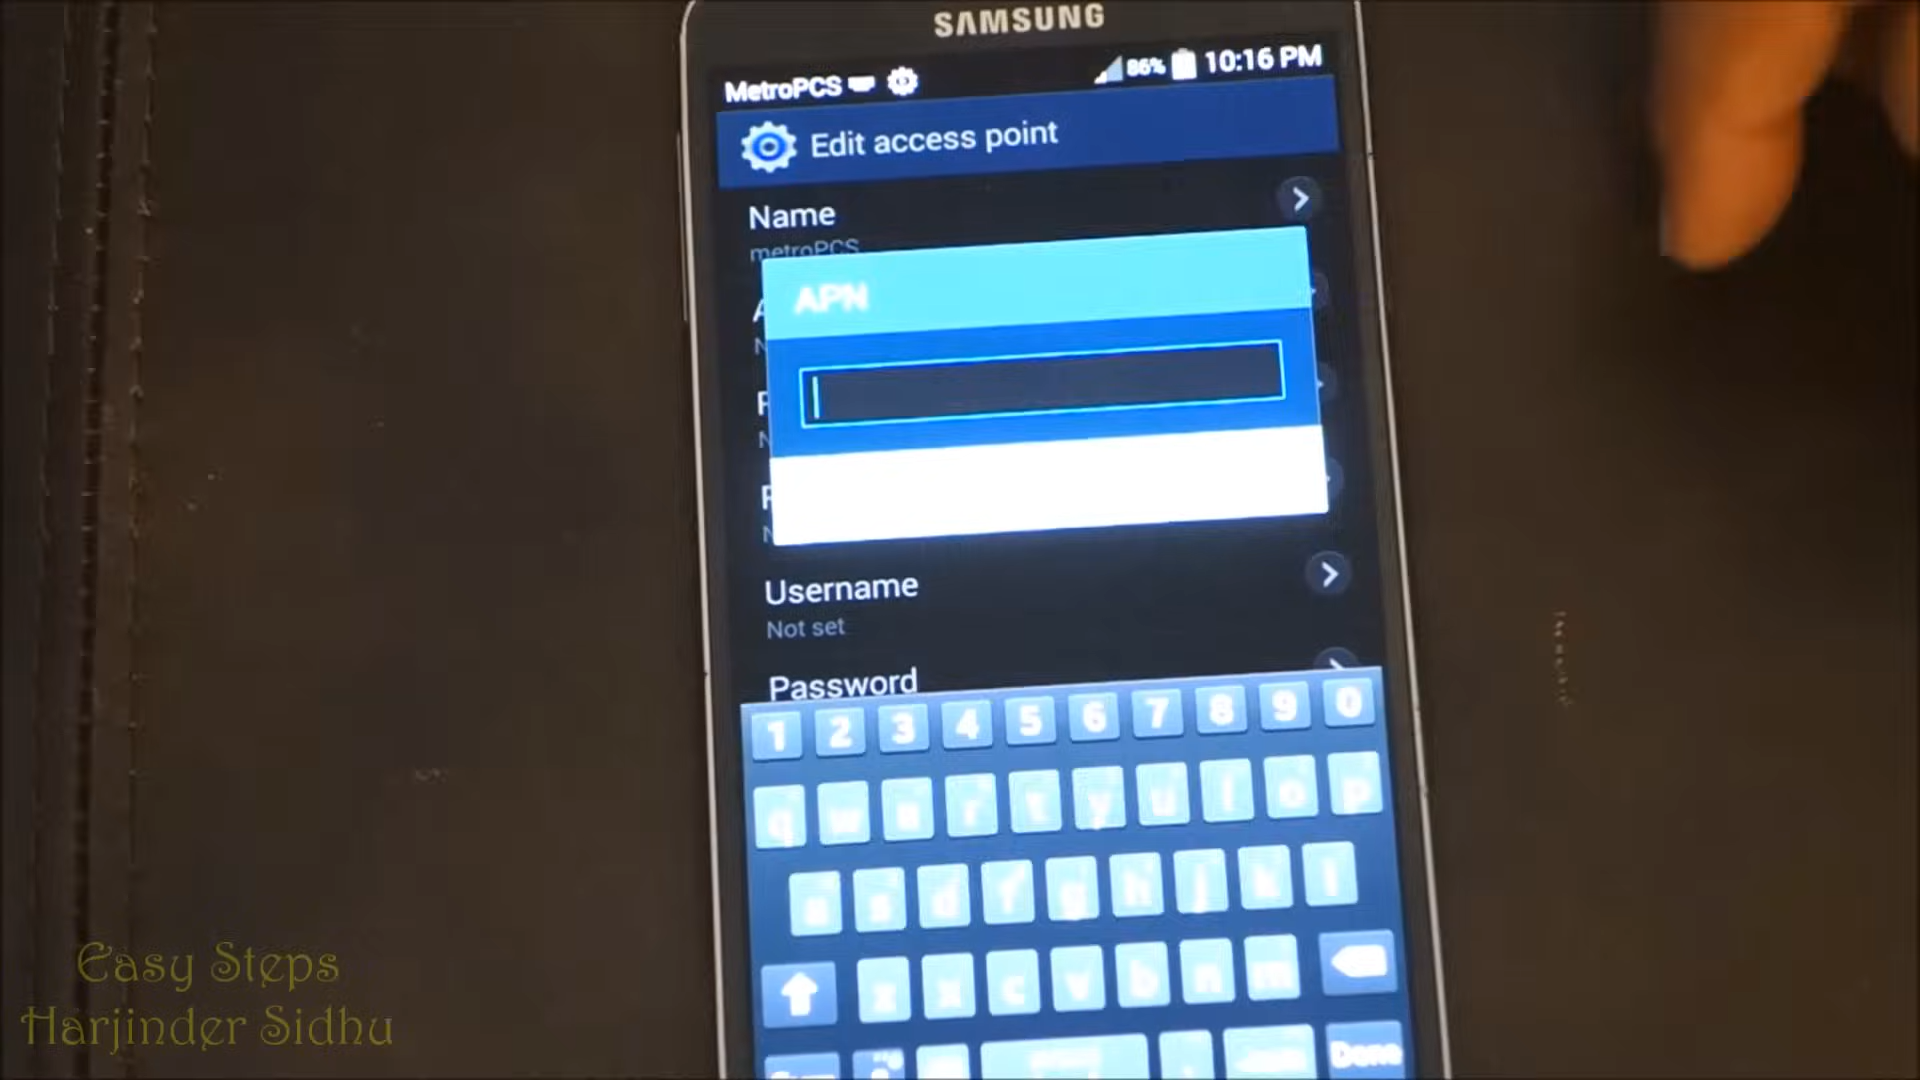 SAMSUNG
MetroPCS 86% 10:16 PM
Edit access point
Name
metroPCS
APN
Username
Not set
Password
1 2 3 4 5 6 7 8 9 0
q w r t y u i o p
a s d f g h j k l
x c v b n m
Done
Easy Steps
Harjinder Sidhu